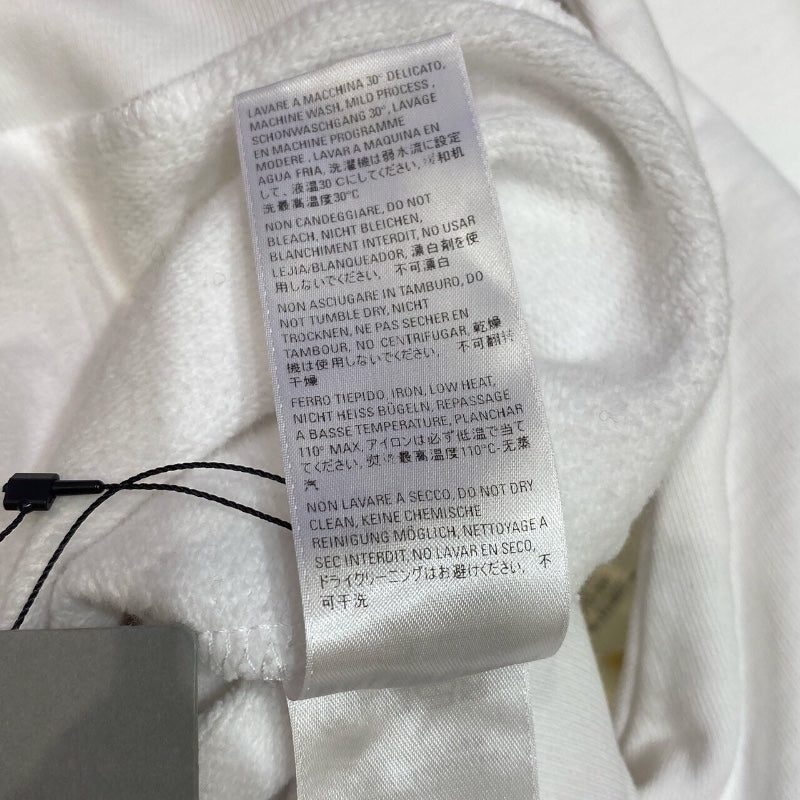 LAVARE A MACCHINA 30° DELICATO,
MACHINE WASH, MILD PROCESS,
SCHONWASCHGANG 30°, LAVAGE
EN MACHINE PROGRAMME
MODERE, LAVAR A MAQUINA EN
AGUA FRIA, 洗濯機は弱水流に設定
して、液温30℃にしてください, 缓和机
洗最高温度30℃
NON CANDEGGIARE, DO NOT
BLEACH, NICHT BLEICHEN,
BLANCHIMENT INTERDIT, NO USAR
LEJIA/BLANQUEADOR, 漂白剤を使
用しないでください, 不可漂白
NON ASCIUGARE IN TAMBURO, DO
NOT TUMBLE DRY, NICHT
TROCKNEN, NE PAS SECHER EN
TAMBOUR, NO CENTRIFUGAR, 乾燥
機は使用しないでください, 不可翻转
干燥
FERRO TIEPIDO, IRON, LOW HEAT,
NICHT HEISS BÜGELN, REPASSAGE
A BASSE TEMPERATURE, PLANCHAR
110° MAX, アイロンは必ず低温で当て
てください, 熨 最高温度110℃-无蒸
汽
NON LAVARE A SECCO, DO NOT DRY
CLEAN, KEINE CHEMISCHE
REINIGUNG MÖGLICH, NETTOYAGE A
SEC INTERDIT, NO LAVAR EN SECO,
ドライクリーニングはお避けください, 不
可干洗